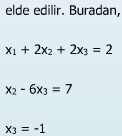 elde edilir. Buradan,
x₁ + 2x₂ + 2x₃ = 2
x₂ - 6x₃ = 7
x₃ = -1